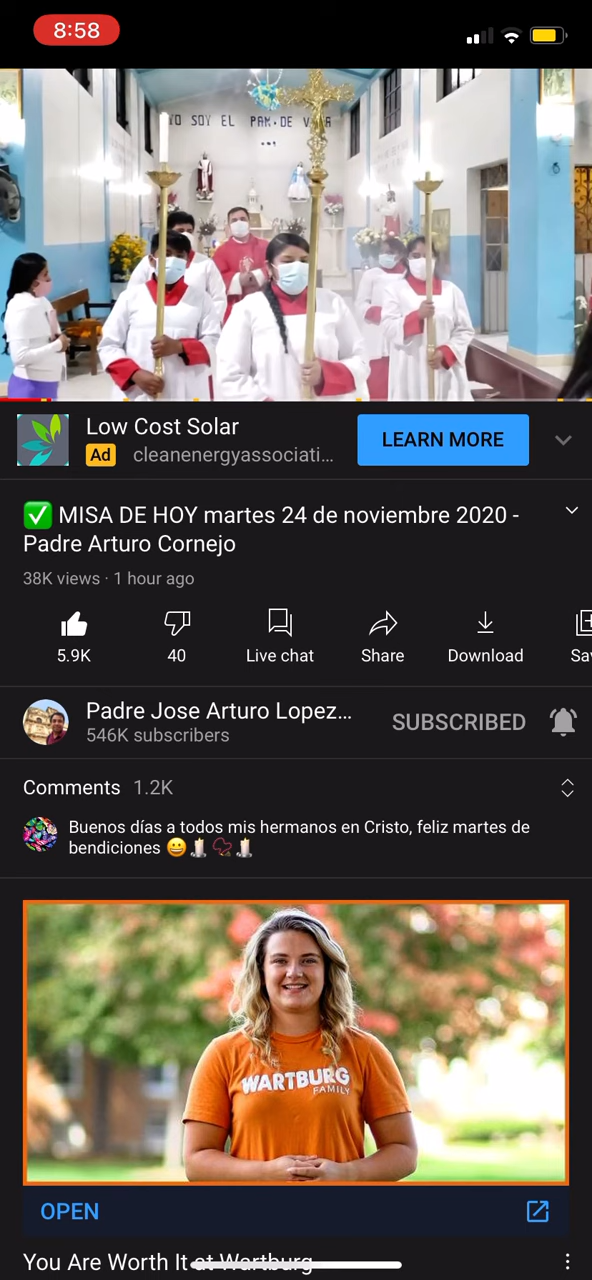 8:58
YO SOY EL PAN DE V
Low Cost Solar
LEARN MORE
Ad cleanenergyassociati...
✅ MISA DE HOY martes 24 de noviembre 2020 -
Padre Arturo Cornejo
38K views · 1 hour ago
5.9K 40 Live chat Share Download Sav
Padre Jose Arturo Lopez...
546K subscribers
SUBSCRIBED
Comments 1.2K
Buenos días a todos mis hermanos en Cristo, feliz martes de
bendiciones 😀🕯️📿🕯️
WARTBURG
FAMILY
OPEN
You Are Worth It at Wartburg